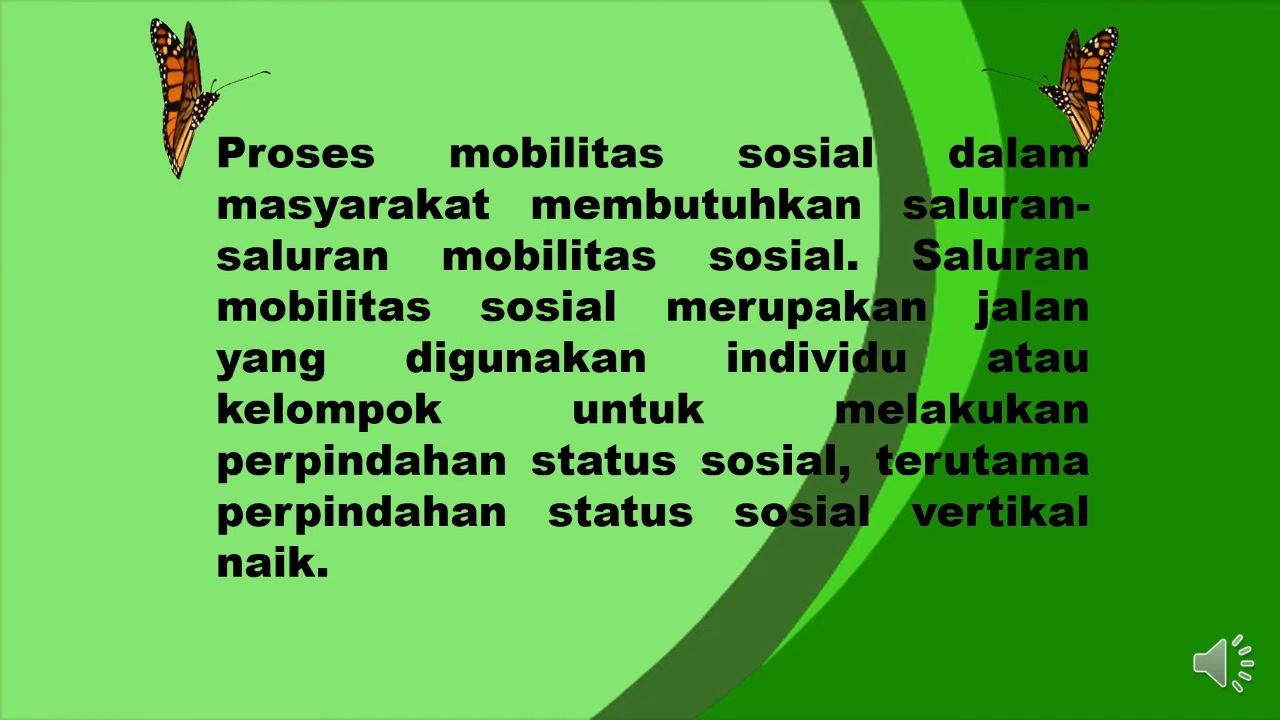 Proses mobilitas sosial dalam
masyarakat membutuhkan saluran-
saluran mobilitas sosial. Saluran
mobilitas sosial merupakan jalan
yang digunakan individu atau
kelompok untuk melakukan
perpindahan status sosial, terutama
perpindahan status sosial vertikal
naik.